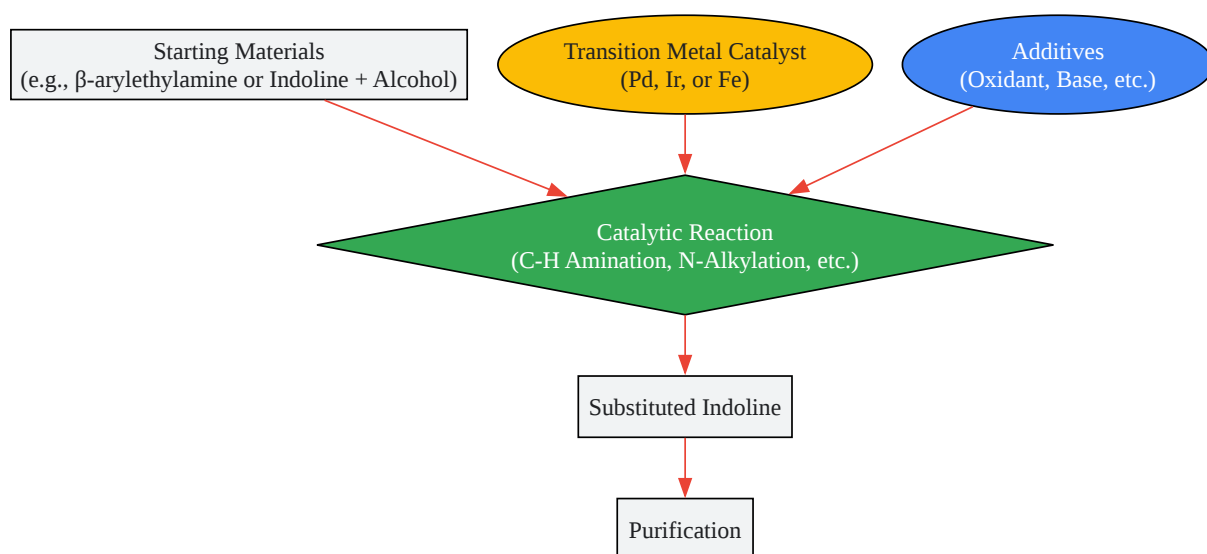 Starting Materials
(e.g., β-arylethylamine or Indoline + Alcohol)
Transition Metal Catalyst
(Pd, Ir, or Fe)
Additives
(Oxidant, Base, etc.)
Catalytic Reaction
(C-H Amination, N-Alkylation, etc.)
Substituted Indoline
Purification